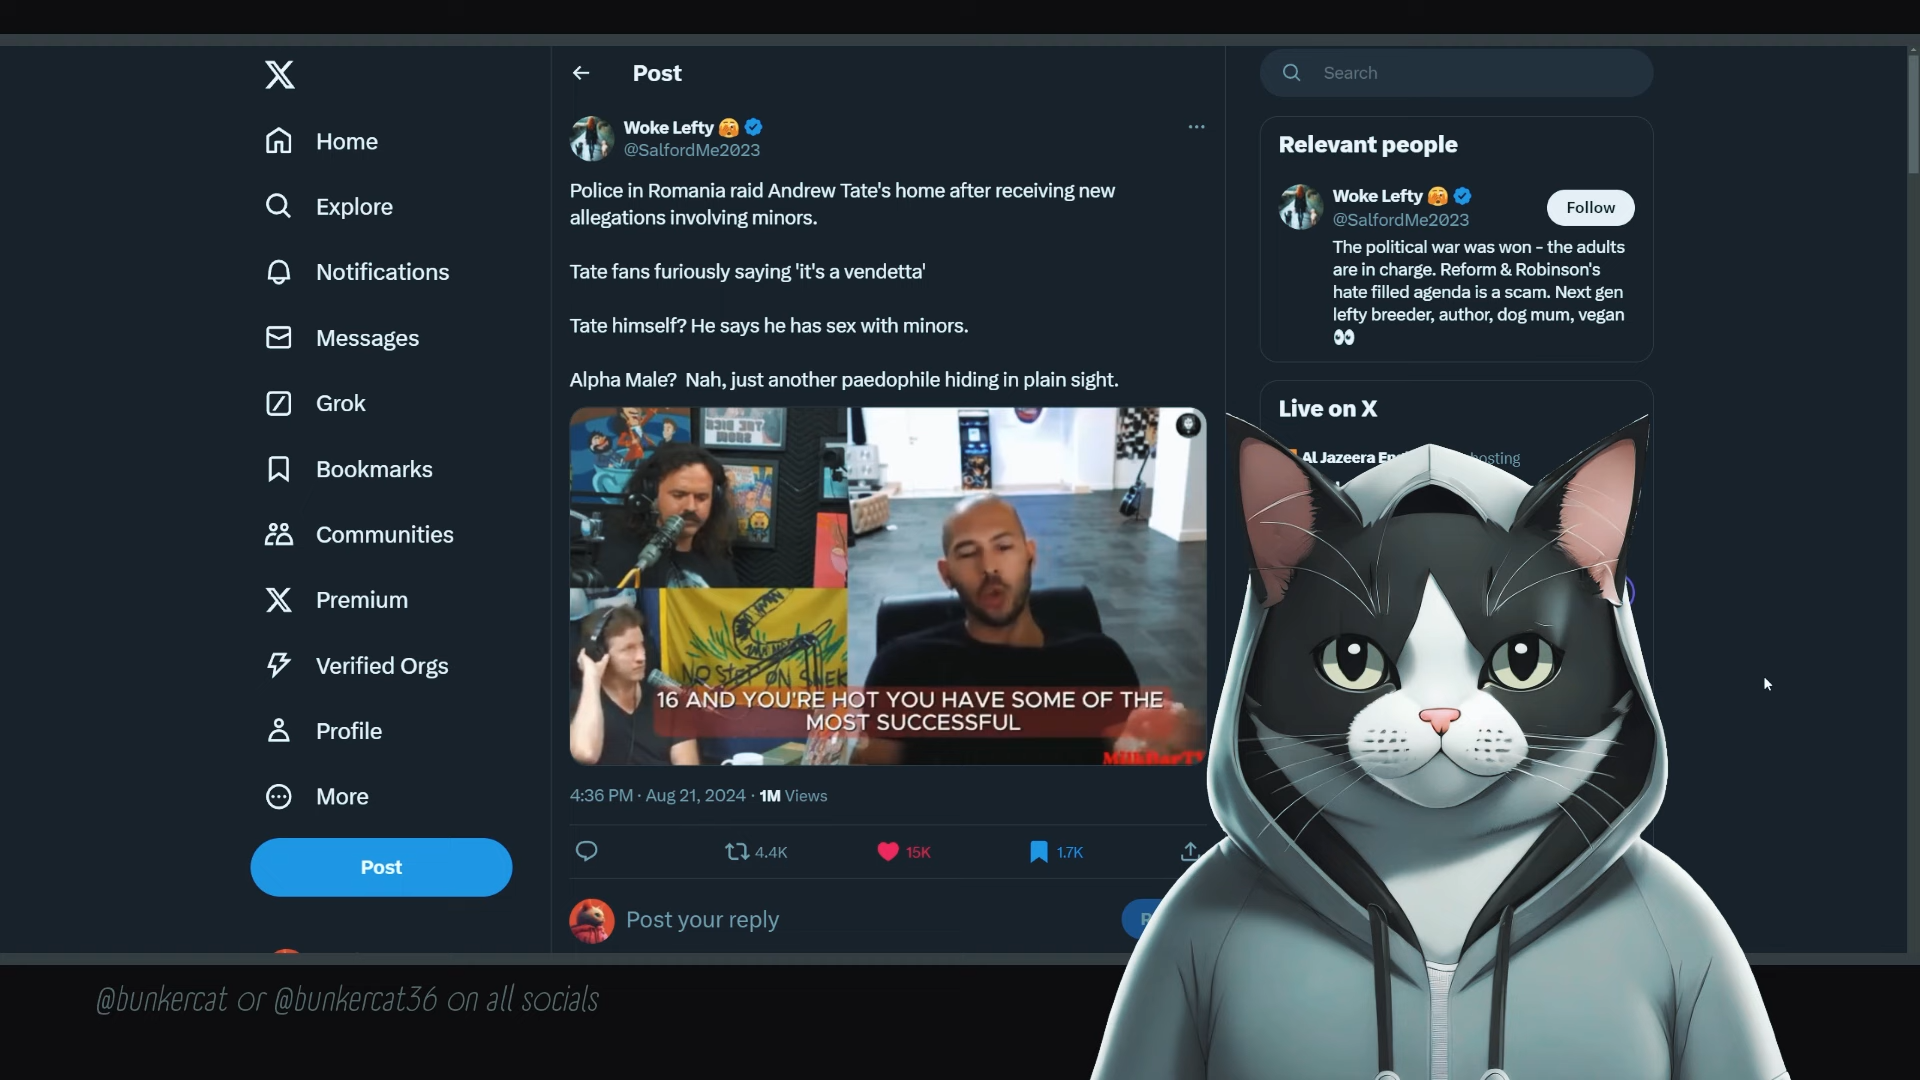 Home
Explore
Notifications
Messages
Grok
Bookmarks
Communities
Premium
Verified Orgs
Profile
More
Post
Post
Woke Lefty
@SalfordMe2023
Police in Romania raid Andrew Tate's home after receiving new
allegations involving minors.
Tate fans furiously saying 'it's a vendetta'
Tate himself? He says he has sex with minors.
Alpha Male?  Nah, just another paedophile hiding in plain sight.
NO STEP ON SNEK
16 AND YOU'RE HOT YOU HAVE SOME OF THE
MOST SUCCESSFUL
4:36 PM · Aug 21, 2024 · 1M Views
4.4K 15K 1.7K
Post your reply
Search
Relevant people
Woke Lefty
@SalfordMe2023
Follow
The political war was won - the adults
are in charge. Reform & Robinson's
hate filled agenda is a scam. Next gen
lefty breeder, author, dog mum, vegan
Live on X
Al Jazeera
@bunkercat or @bunkercat36 on all socials